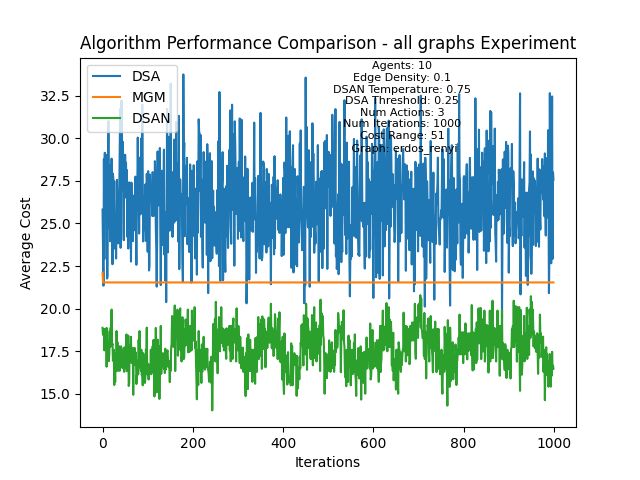 Algorithm Performance Comparison - all graphs Experiment
DSA
MGM
DSAN
Agents: 10
Edge Density: 0.1
DSAN Temperature: 0.75
DSA Threshold: 0.25
Num Actions: 3
Num Iterations: 1000
Cost Range: 51
Graph: erdos_renyi
Average Cost
32.5
30.0
27.5
25.0
22.5
20.0
17.5
15.0
0
200
400
600
800
1000
Iterations